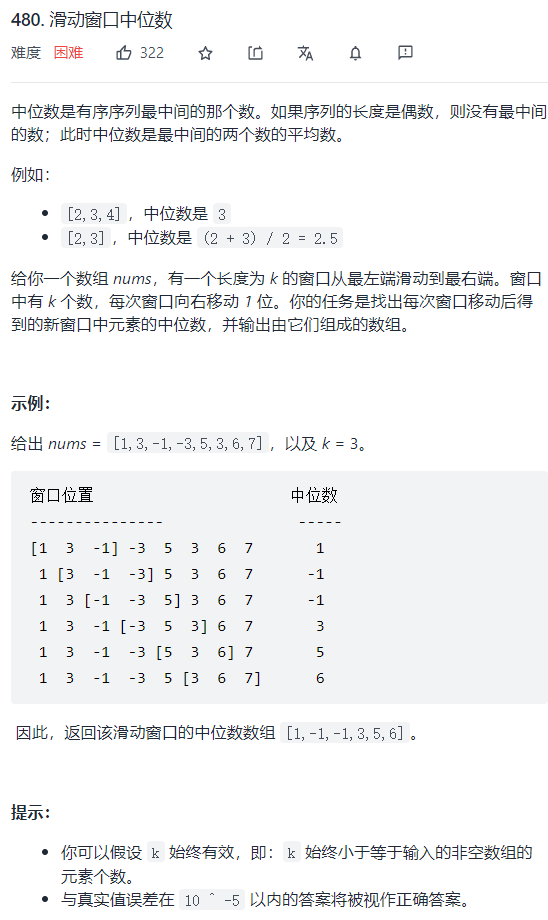 480. 滑动窗口中位数
难度 困难 322
中位数是有序序列最中间的那个数。如果序列的长度是偶数，则没有最中间
的数；此时中位数是最中间的两个数的平均数。
例如：
[2,3,4]，中位数是 3
[2,3]，中位数是 (2 + 3) / 2 = 2.5
给你一个数组 nums，有一个长度为 k 的窗口从最左端滑动到最右端。窗口
中有 k 个数，每次窗口向右移动 1 位。你的任务是找出每次窗口移动后得
到的新窗口中元素的中位数，并输出由它们组成的数组。
示例：
给出 nums = [1,3,-1,-3,5,3,6,7]，以及 k = 3。
窗口位置 中位数
--------------- -----
[1 3 -1] -3 5 3 6 7 1
1 [3 -1 -3] 5 3 6 7 -1
1 3 [-1 -3 5] 3 6 7 -1
1 3 -1 [-3 5 3] 6 7 3
1 3 -1 -3 [5 3 6] 7 5
1 3 -1 -3 5 [3 6 7] 6
因此，返回该滑动窗口的中位数数组 [1,-1,-1,3,5,6]。
提示：
你可以假设 k 始终有效，即：k 始终小于等于输入的非空数组的
元素个数。
与真实值误差在 10 ^ -5 以内的答案将被视作正确答案。